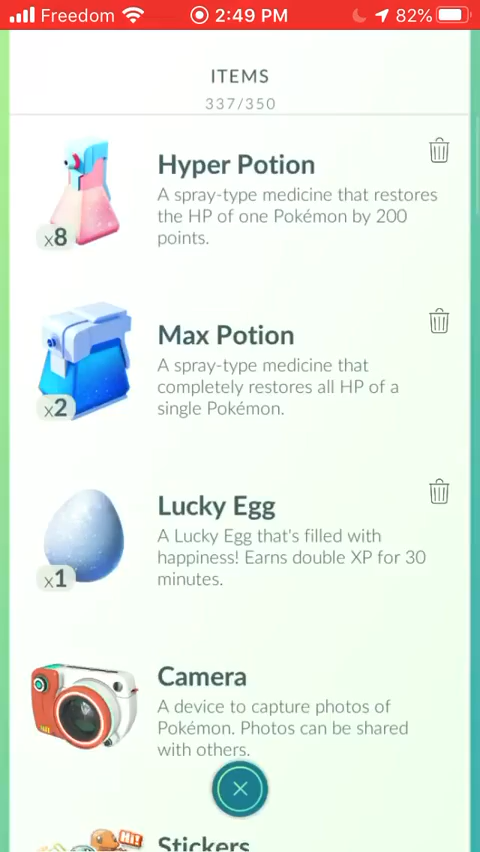 Freedom 2:49 PM 82%
ITEMS
337/350
Hyper Potion
A spray-type medicine that restores
the HP of one Pokémon by 200
points.
x8
Max Potion
A spray-type medicine that
completely restores all HP of a
single Pokémon.
x2
Lucky Egg
A Lucky Egg that's filled with
happiness! Earns double XP for 30
minutes.
x1
Camera
A device to capture photos of
Pokémon. Photos can be shared
with others.
Hi!
Stickers